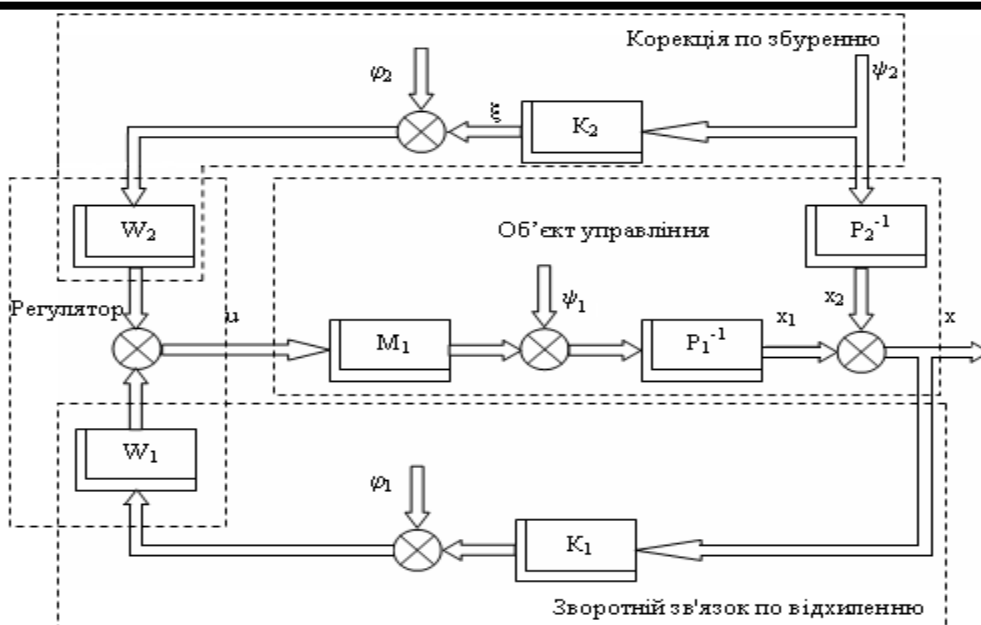 Корекція по збуренню
φ₂
ψ₂
ξ
K₂
W₂
P₂⁻¹
Об’єкт управління
Регулятор
u
ψ₁
x₂
x₁
x
M₁
P₁⁻¹
W₁
φ₁
K₁
Зворотній зв'язок по відхиленню